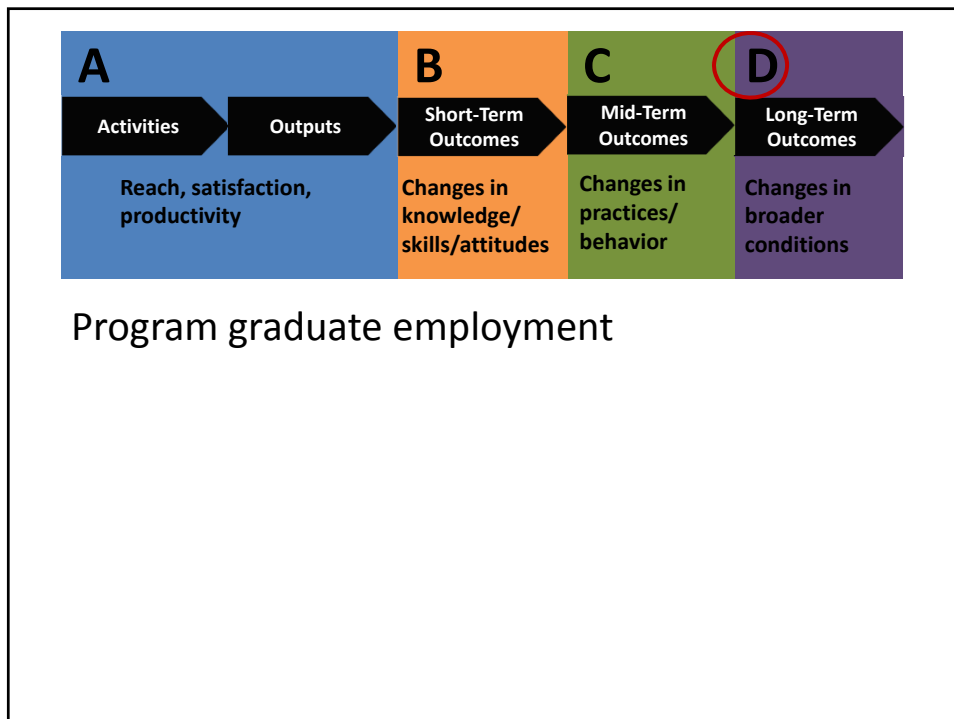 A
B
C
D
Activities
Outputs
Short-Term
Outcomes
Mid-Term
Outcomes
Long-Term
Outcomes
Reach, satisfaction,
productivity
Changes in
knowledge/
skills/attitudes
Changes in
practices/
behavior
Changes in
broader
conditions
Program graduate employment